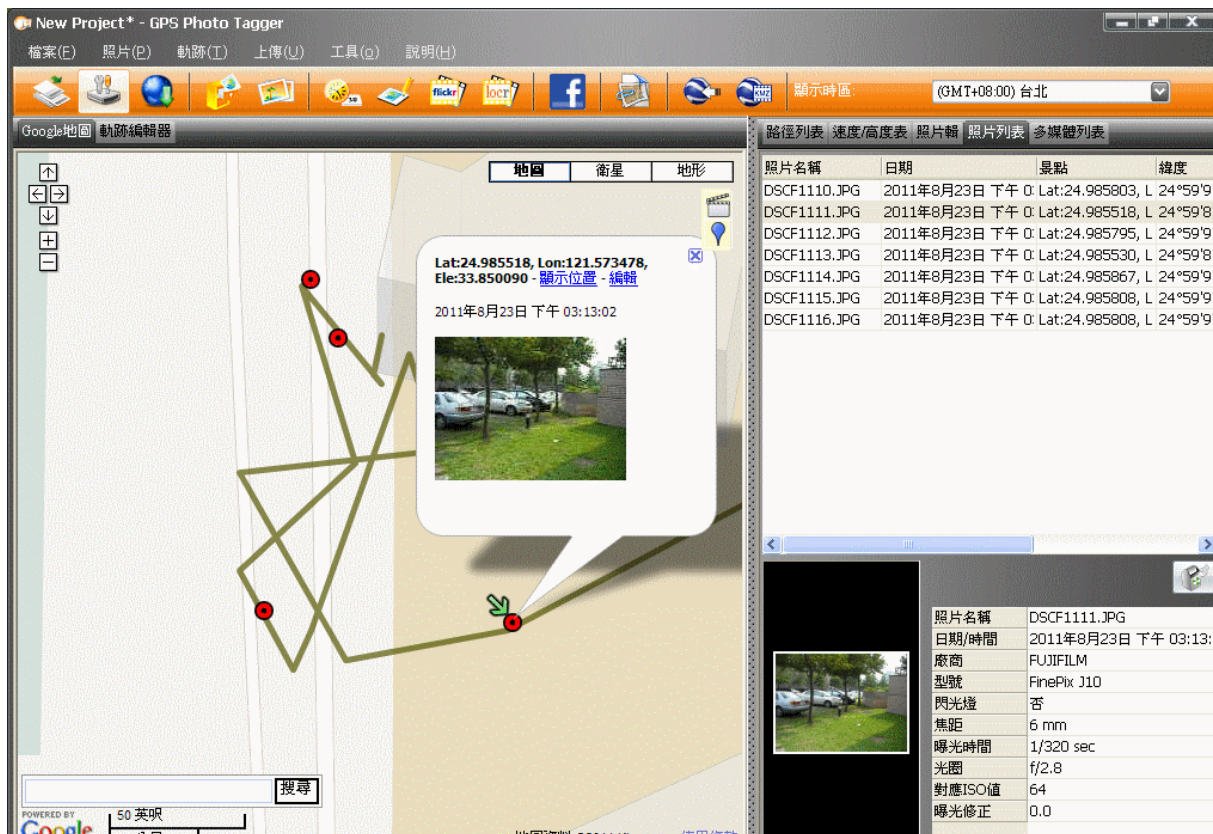 New Project* - GPS Photo Tagger
檔案(F) 照片(P) 軌跡(T) 上傳(U) 工具(o) 說明(H)
flickr locr f KMZ 顯示時區: (GMT+08:00) 台北
Google地圖 軌跡編輯器
路徑列表 速度/高度表 照片輯 照片列表 多媒體列表
地圖 衛星 地形
照片名稱 日期 景點 緯度
DSCF1110.JPG 2011年8月23日 下午 0 Lat:24.985803, L 24°59'9
DSCF1111.JPG 2011年8月23日 下午 0 Lat:24.985518, L 24°59'8
DSCF1112.JPG 2011年8月23日 下午 0 Lat:24.985795, L 24°59'9
DSCF1113.JPG 2011年8月23日 下午 0 Lat:24.985530, L 24°59'8
DSCF1114.JPG 2011年8月23日 下午 0 Lat:24.985867, L 24°59'9
DSCF1115.JPG 2011年8月23日 下午 0 Lat:24.985808, L 24°59'9
DSCF1116.JPG 2011年8月23日 下午 0 Lat:24.985808, L 24°59'9
Lat:24.985518, Lon:121.573478,
Ele:33.850090 - 顯示位置 - 編輯
2011年8月23日 下午 03:13:02
照片名稱 DSCF1111.JPG
日期/時間 2011年8月23日 下午 03:13:
廠商 FUJIFILM
型號 FinePix J10
閃光燈 否
焦距 6 mm
曝光時間 1/320 sec
光圈 f/2.8
對應ISO值 64
曝光修正 0.0
搜尋
POWERED BY
Google
50 英呎